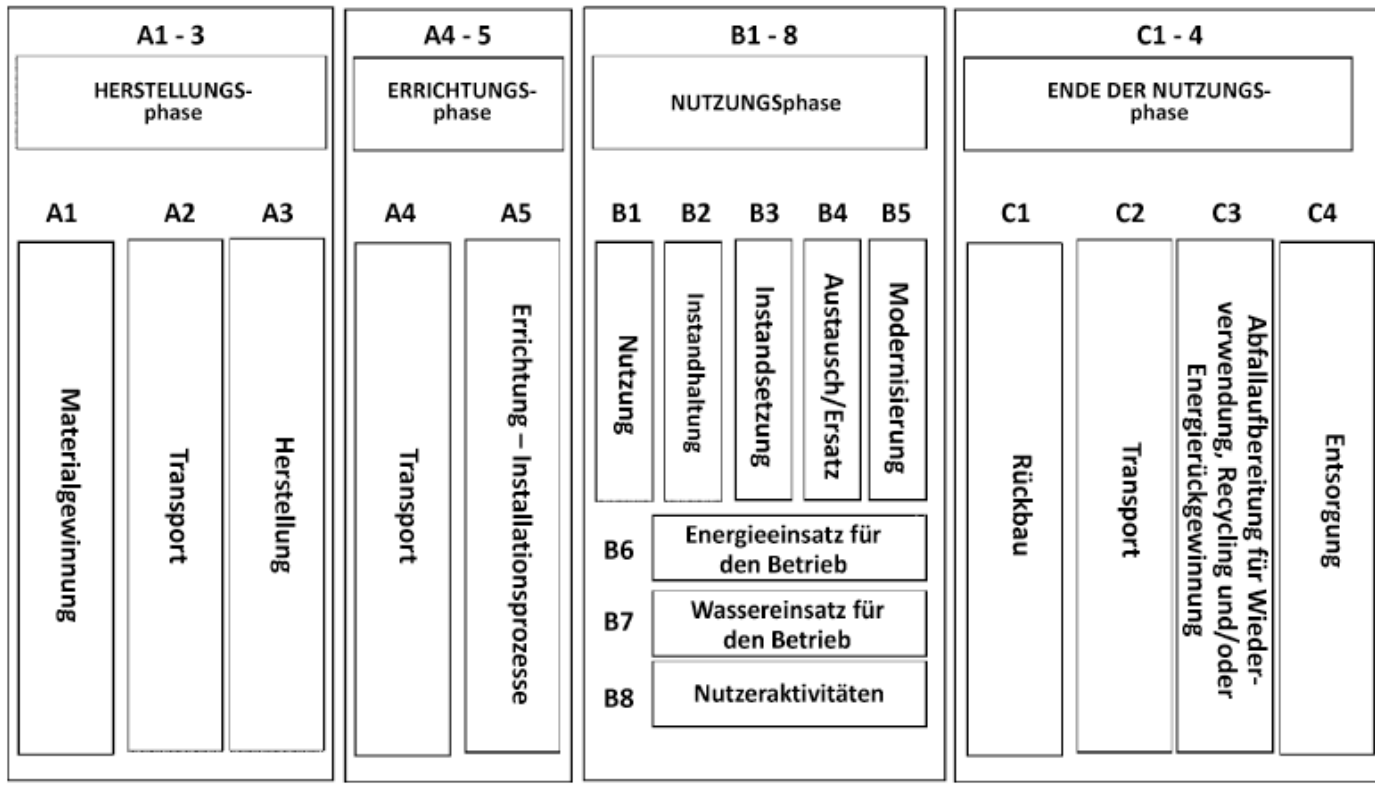 A1 - 3
HERSTELLUNGS-
phase
A1
A2
A3
Materialgewinnung
Transport
Herstellung
A4 - 5
ERRICHTUNGS-
phase
A4
A5
Transport
Errichtung – Installationsprozesse
B1 - 8
NUTZUNGSphase
B1
B2
B3
B4
B5
Nutzung
Instandhaltung
Instandsetzung
Austausch/Ersatz
Modernisierung
B6
Energieeinsatz für
den Betrieb
B7
Wassereinsatz für
den Betrieb
B8
Nutzeraktivitäten
C1 - 4
ENDE DER NUTZUNGS-
phase
C1
C2
C3
C4
Rückbau
Transport
Abfallaufbereitung für Wieder-
verwendung, Recycling und/oder
Energierückgewinnung
Entsorgung